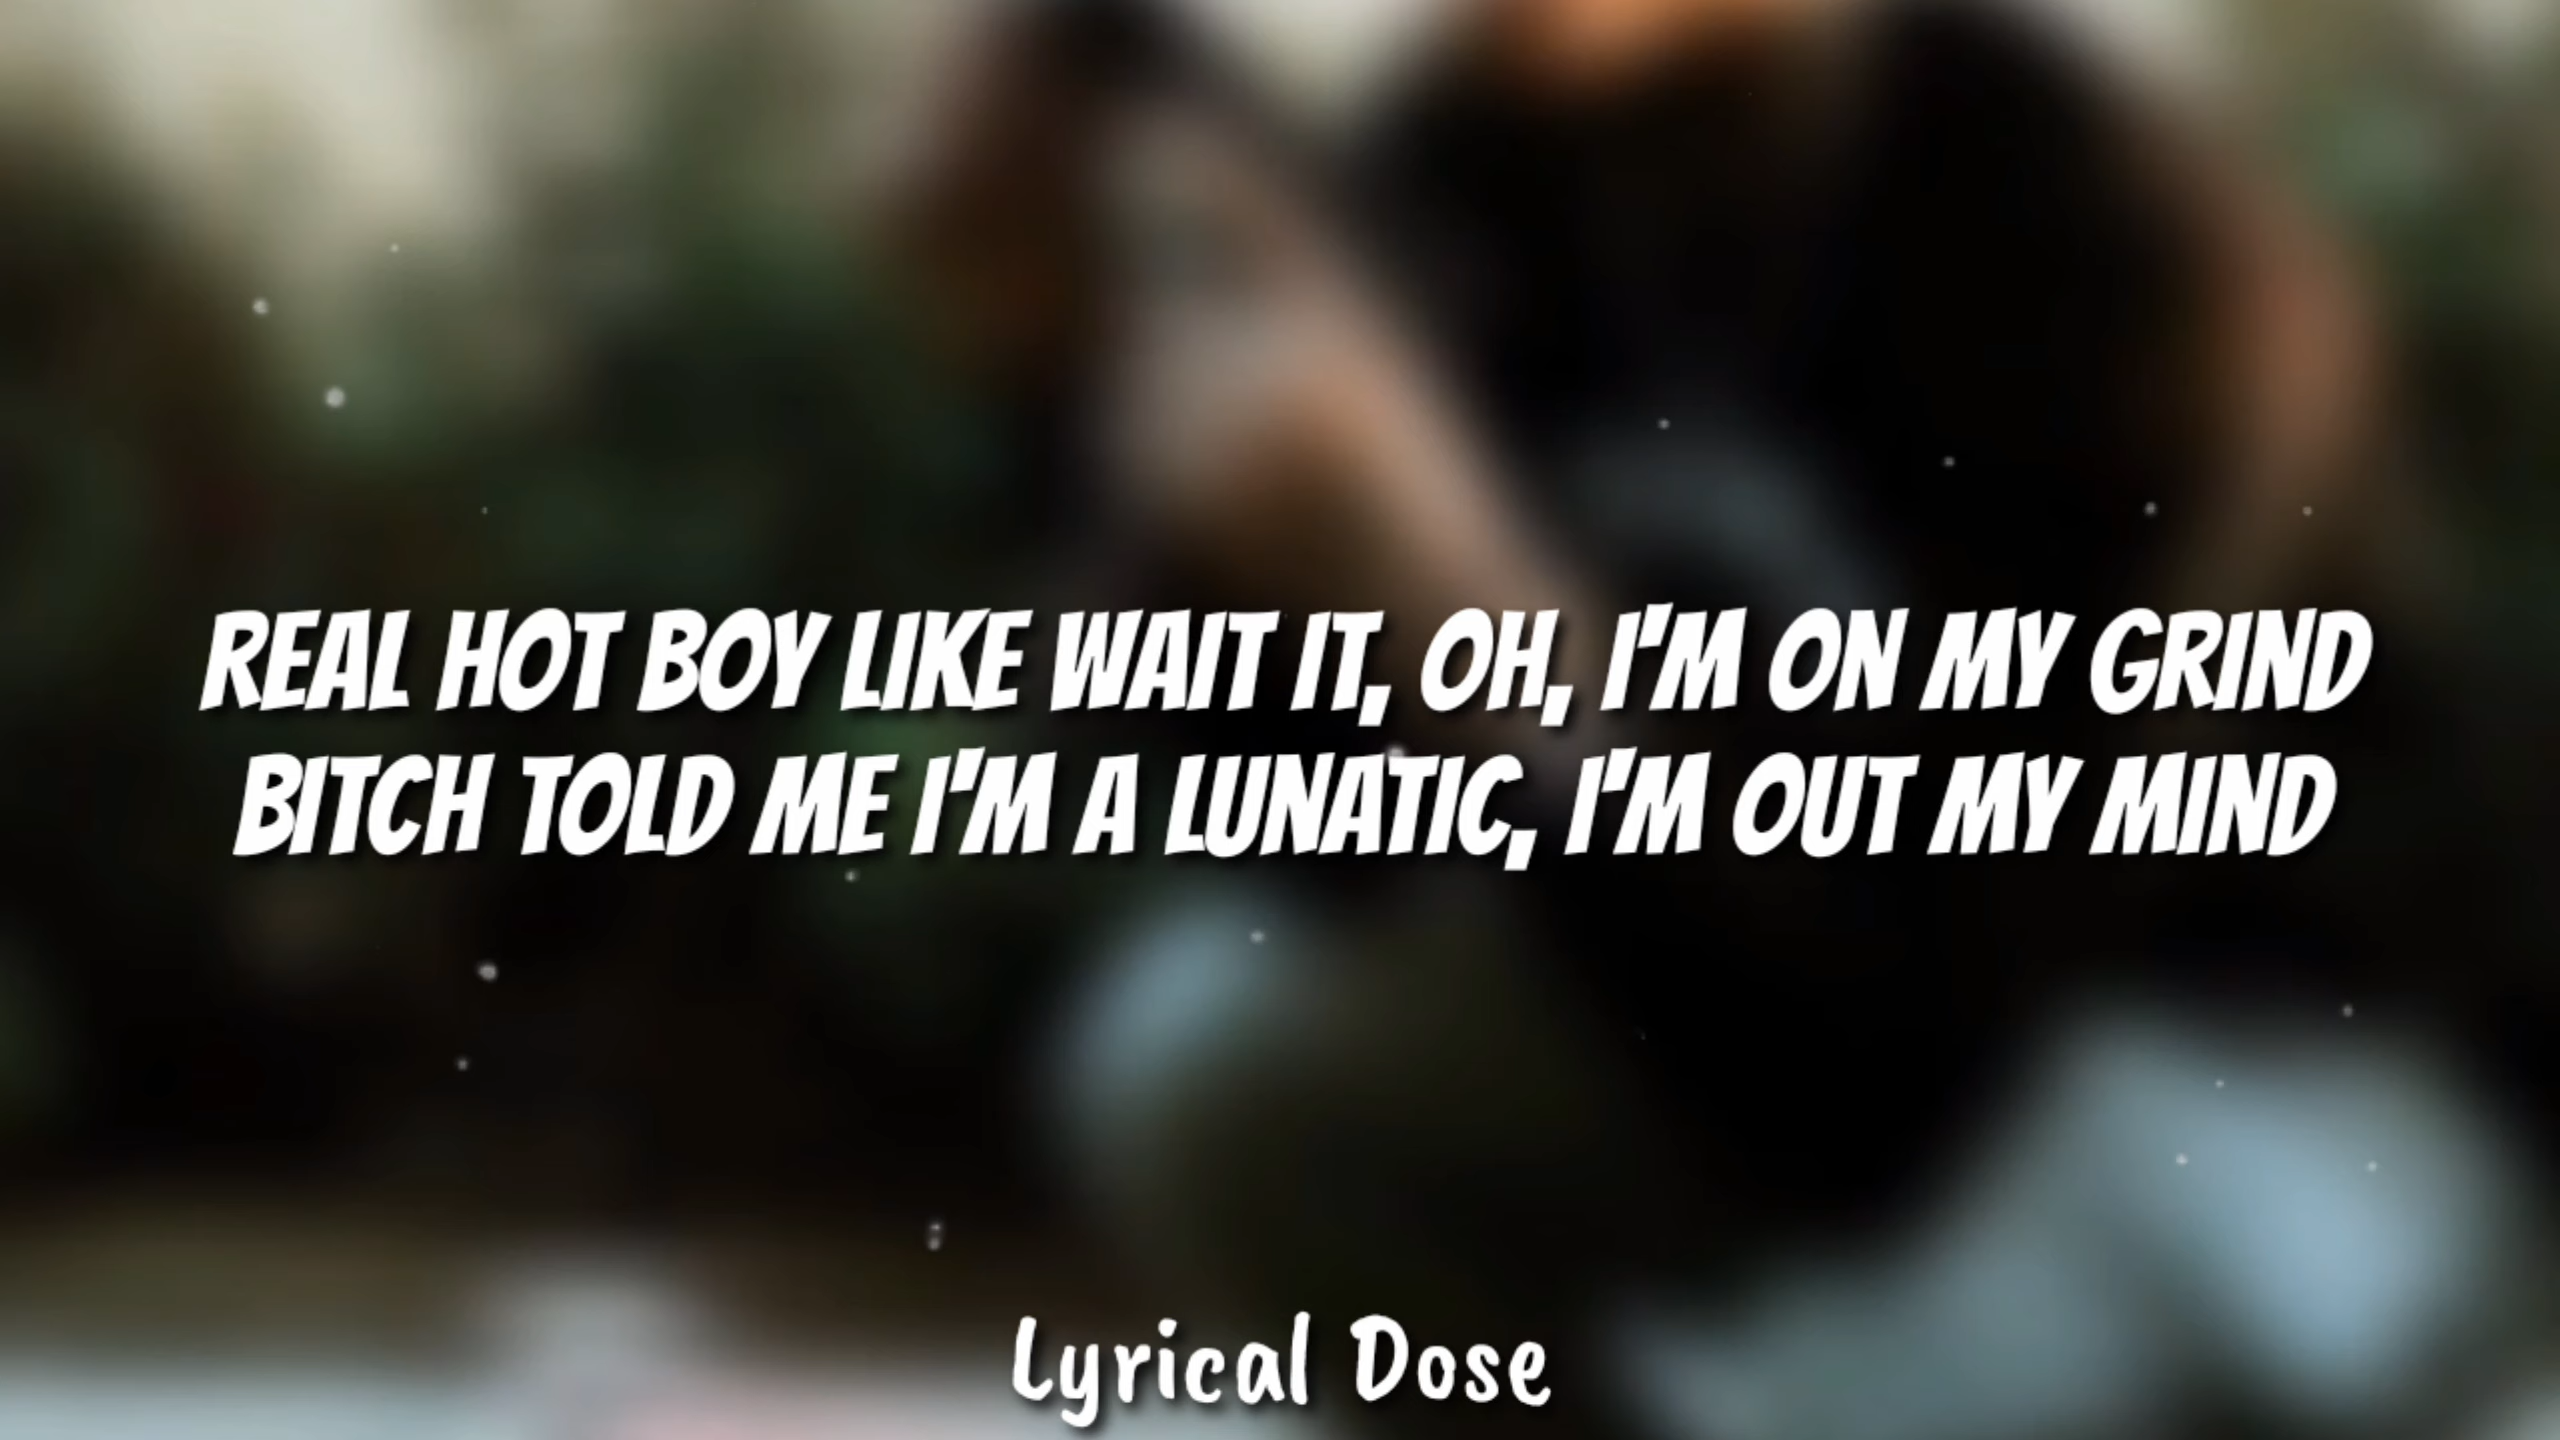 REAL HOT BOY LIKE WAIT IT, OH, I'M ON MY GRIND
BITCH TOLD ME I'M A LUNATIC, I'M OUT MY MIND
Lyrical Dose